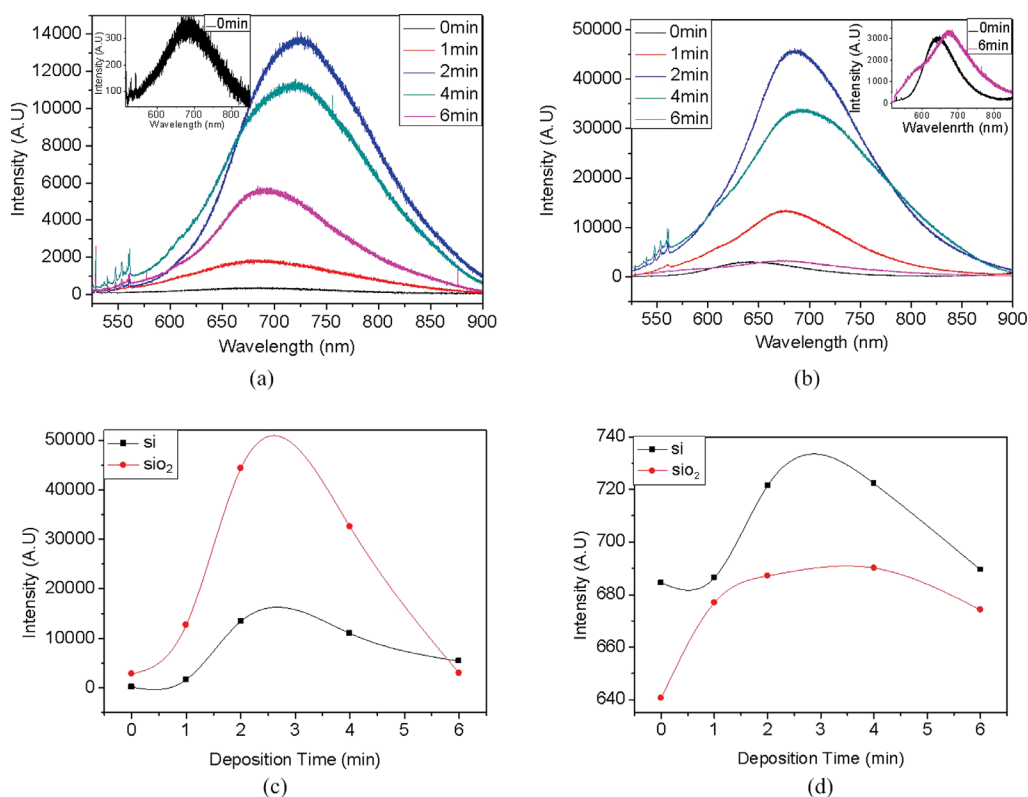 14000
12000
10000
8000
6000
4000
2000
0
Intensity (A.U)
550 600 650 700 750 800 850 900
Wavelength (nm)
0min
1min
2min
4min
6min
300
200
100
Intensity (A.U)
0min
600 700 800
Wavelength (nm)
(a)
50000
40000
30000
20000
10000
0
Intensity (A.U)
550 600 650 700 750 800 850 900
Wavelength (nm)
0min
1min
2min
4min
6min
3000
2000
1000
0
Intensity (A.U)
0min
6min
600 700 800
Wavelenrth (nm)
(b)
50000
40000
30000
20000
10000
0
Intensity (A.U)
si
sio₂
0 1 2 3 4 5 6
Deposition Time (min)
(c)
740
720
700
680
660
640
Intensity (A.U)
si
sio₂
0 1 2 3 4 5 6
Deposition Time (min)
(d)